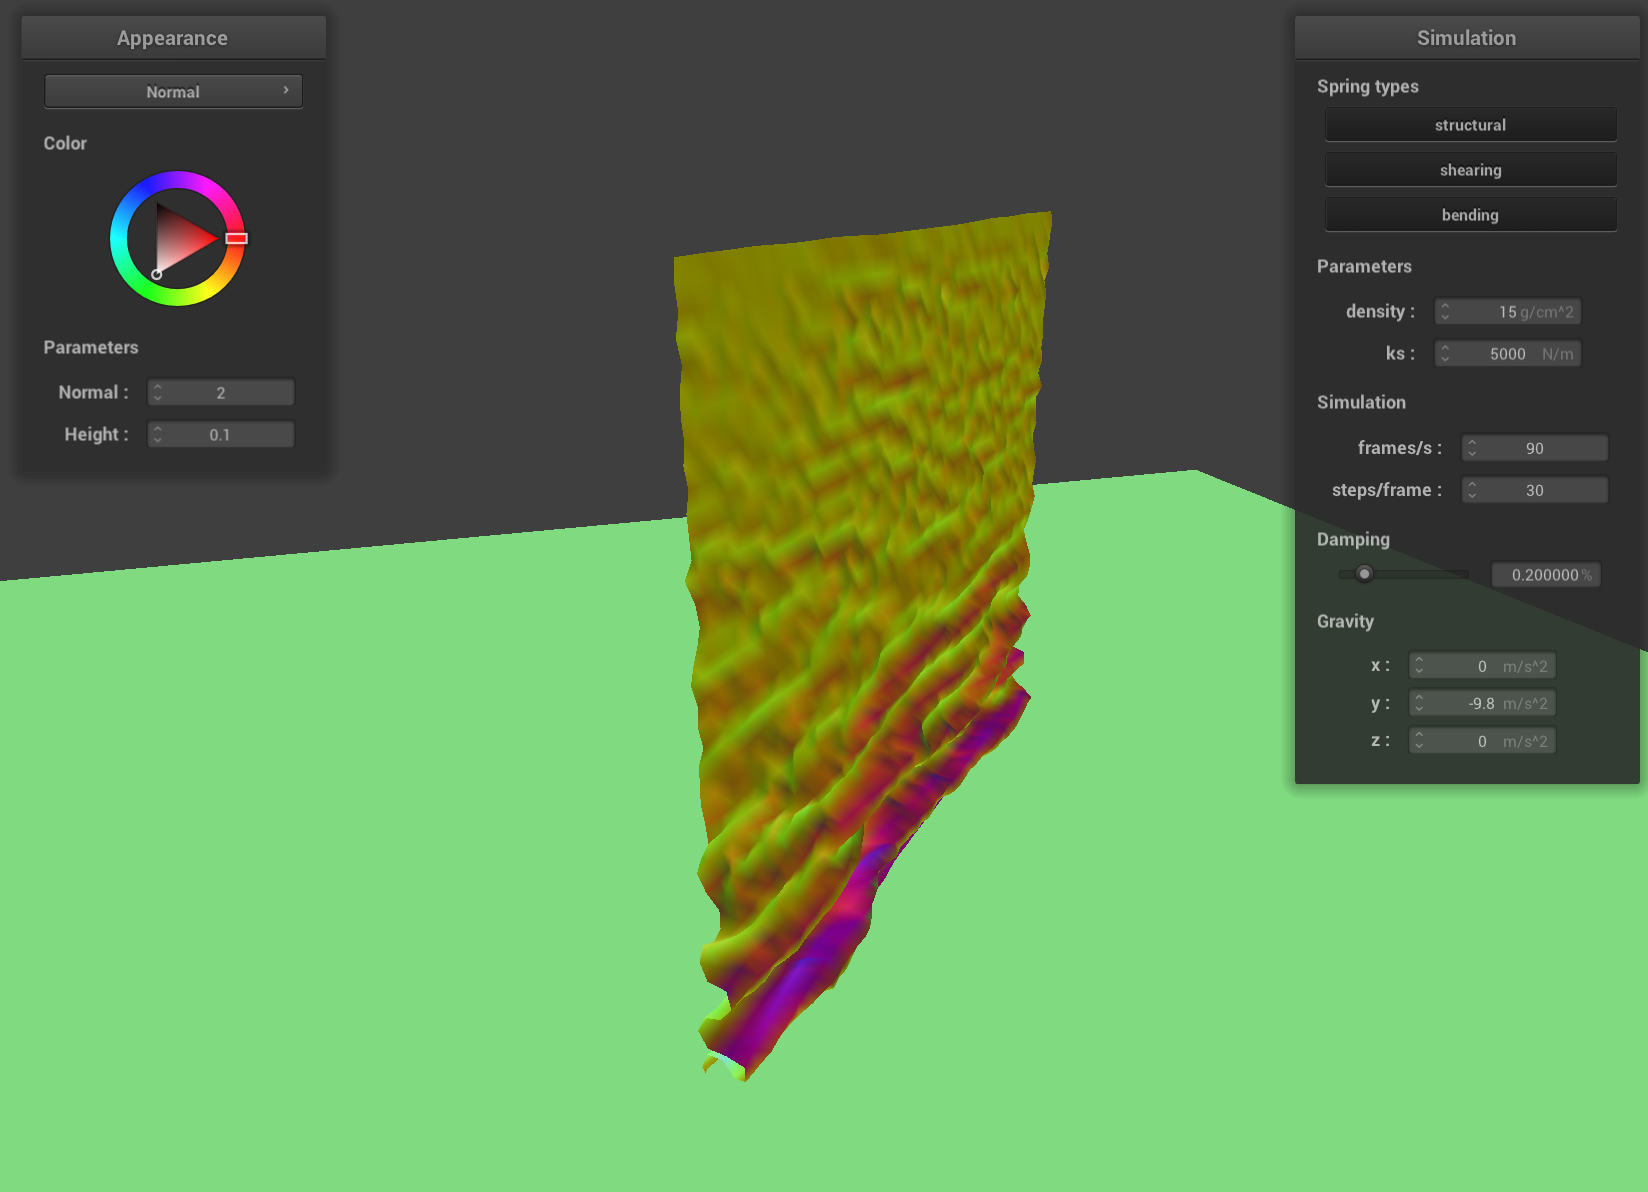 Appearance
Normal
Color
Parameters
Normal : 2
Height : 0.1
Simulation
Spring types
structural
shearing
bending
Parameters
density : 15 g/cm^2
ks : 5000 N/m
Simulation
frames/s : 90
steps/frame : 30
Damping
0.200000 %
Gravity
x : 0 m/s^2
y : -9.8 m/s^2
z : 0 m/s^2